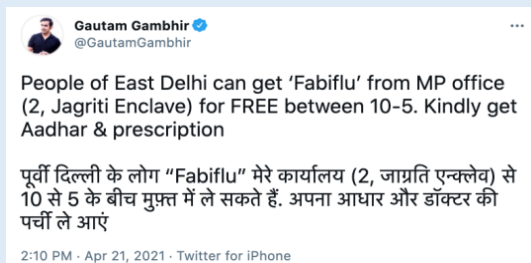 Gautam Gambhir
@GautamGambhir
People of East Delhi can get ‘Fabiflu’ from MP office
(2, Jagriti Enclave) for FREE between 10-5. Kindly get
Aadhar & prescription
पूर्वी दिल्ली के लोग “Fabiflu” मेरे कार्यालय (2, जाग्रति एन्क्लेव) से
10 से 5 के बीच मुफ़्त में ले सकते हैं. अपना आधार और डॉक्टर की
पर्ची ले आएं
2:10 PM · Apr 21, 2021 · Twitter for iPhone